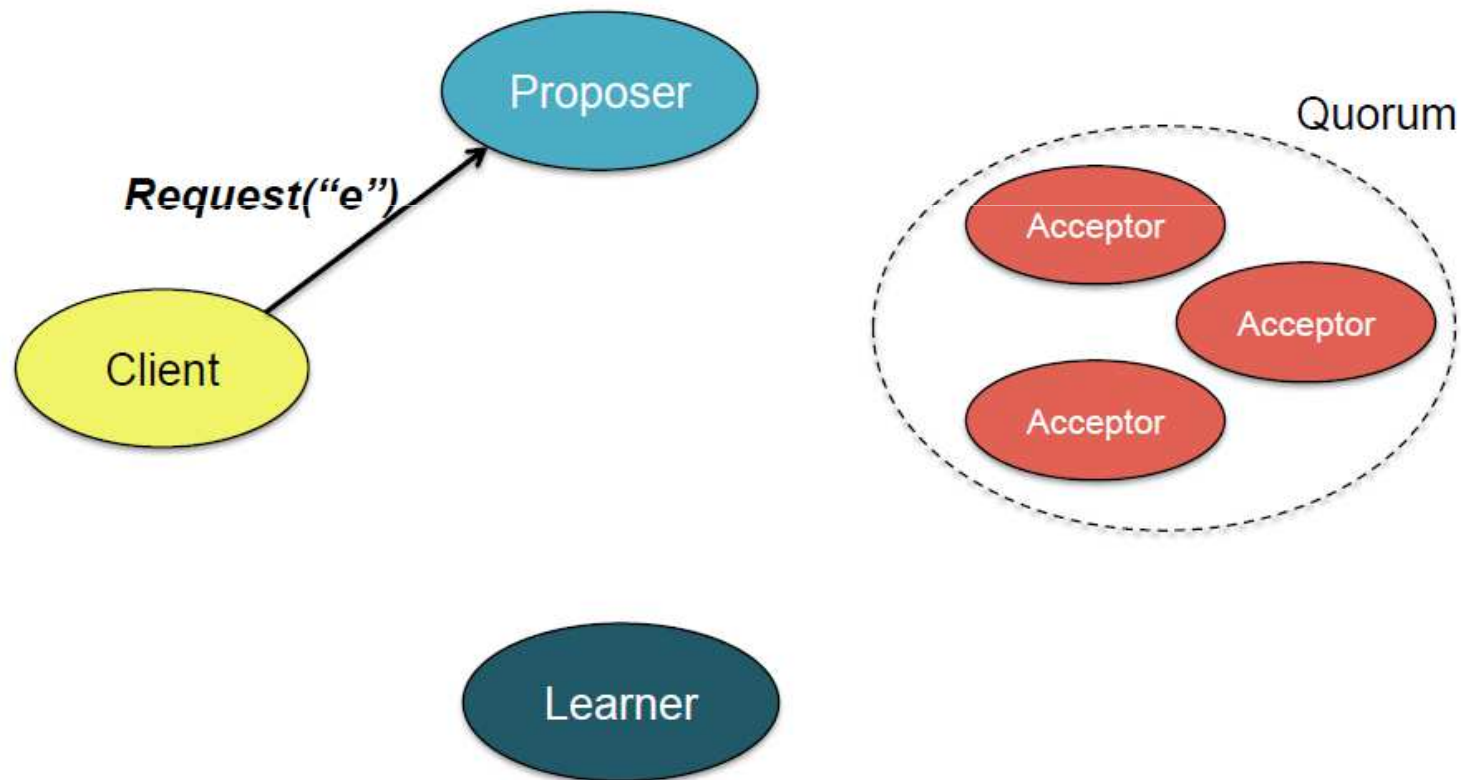 Proposer
Quorum
Request(“e”)
Acceptor
Acceptor
Client
Acceptor
Learner